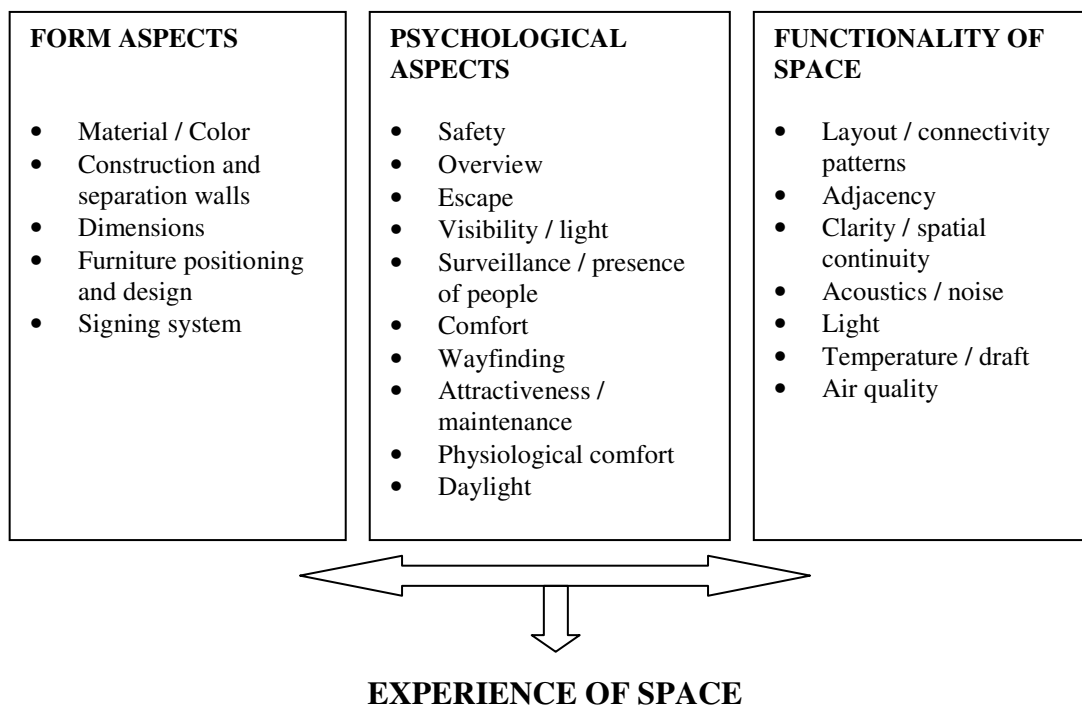 FORM ASPECTS
• Material / Color
• Construction and
separation walls
• Dimensions
• Furniture positioning
and design
• Signing system
PSYCHOLOGICAL
ASPECTS
• Safety
• Overview
• Escape
• Visibility / light
• Surveillance / presence
of people
• Comfort
• Wayfinding
• Attractiveness /
maintenance
• Physiological comfort
• Daylight
FUNCTIONALITY OF
SPACE
• Layout / connectivity
patterns
• Adjacency
• Clarity / spatial
continuity
• Acoustics / noise
• Light
• Temperature / draft
• Air quality
EXPERIENCE OF SPACE